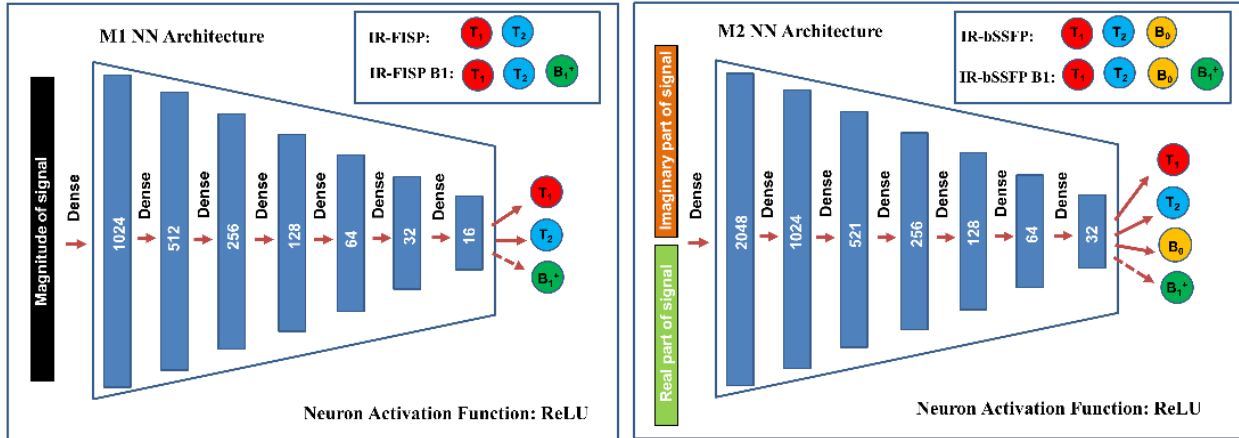 M1 NN Architecture
IR-FISP: T1 T2
IR-FISP B1: T1 T2 B1+
Magnitude of signal
Dense
1024
Dense
512
Dense
256
Dense
128
Dense
64
Dense
32
Dense
16
T1
T2
B1+
Neuron Activation Function: ReLU
M2 NN Architecture
IR-bSSFP: T1 T2 B0
IR-bSSFP B1: T1 T2 B0 B1+
Imaginary part of signal
Real part of signal
Dense
2048
Dense
1024
Dense
521
Dense
256
Dense
128
Dense
64
Dense
32
T1
T2
B0
B1+
Neuron Activation Function: ReLU